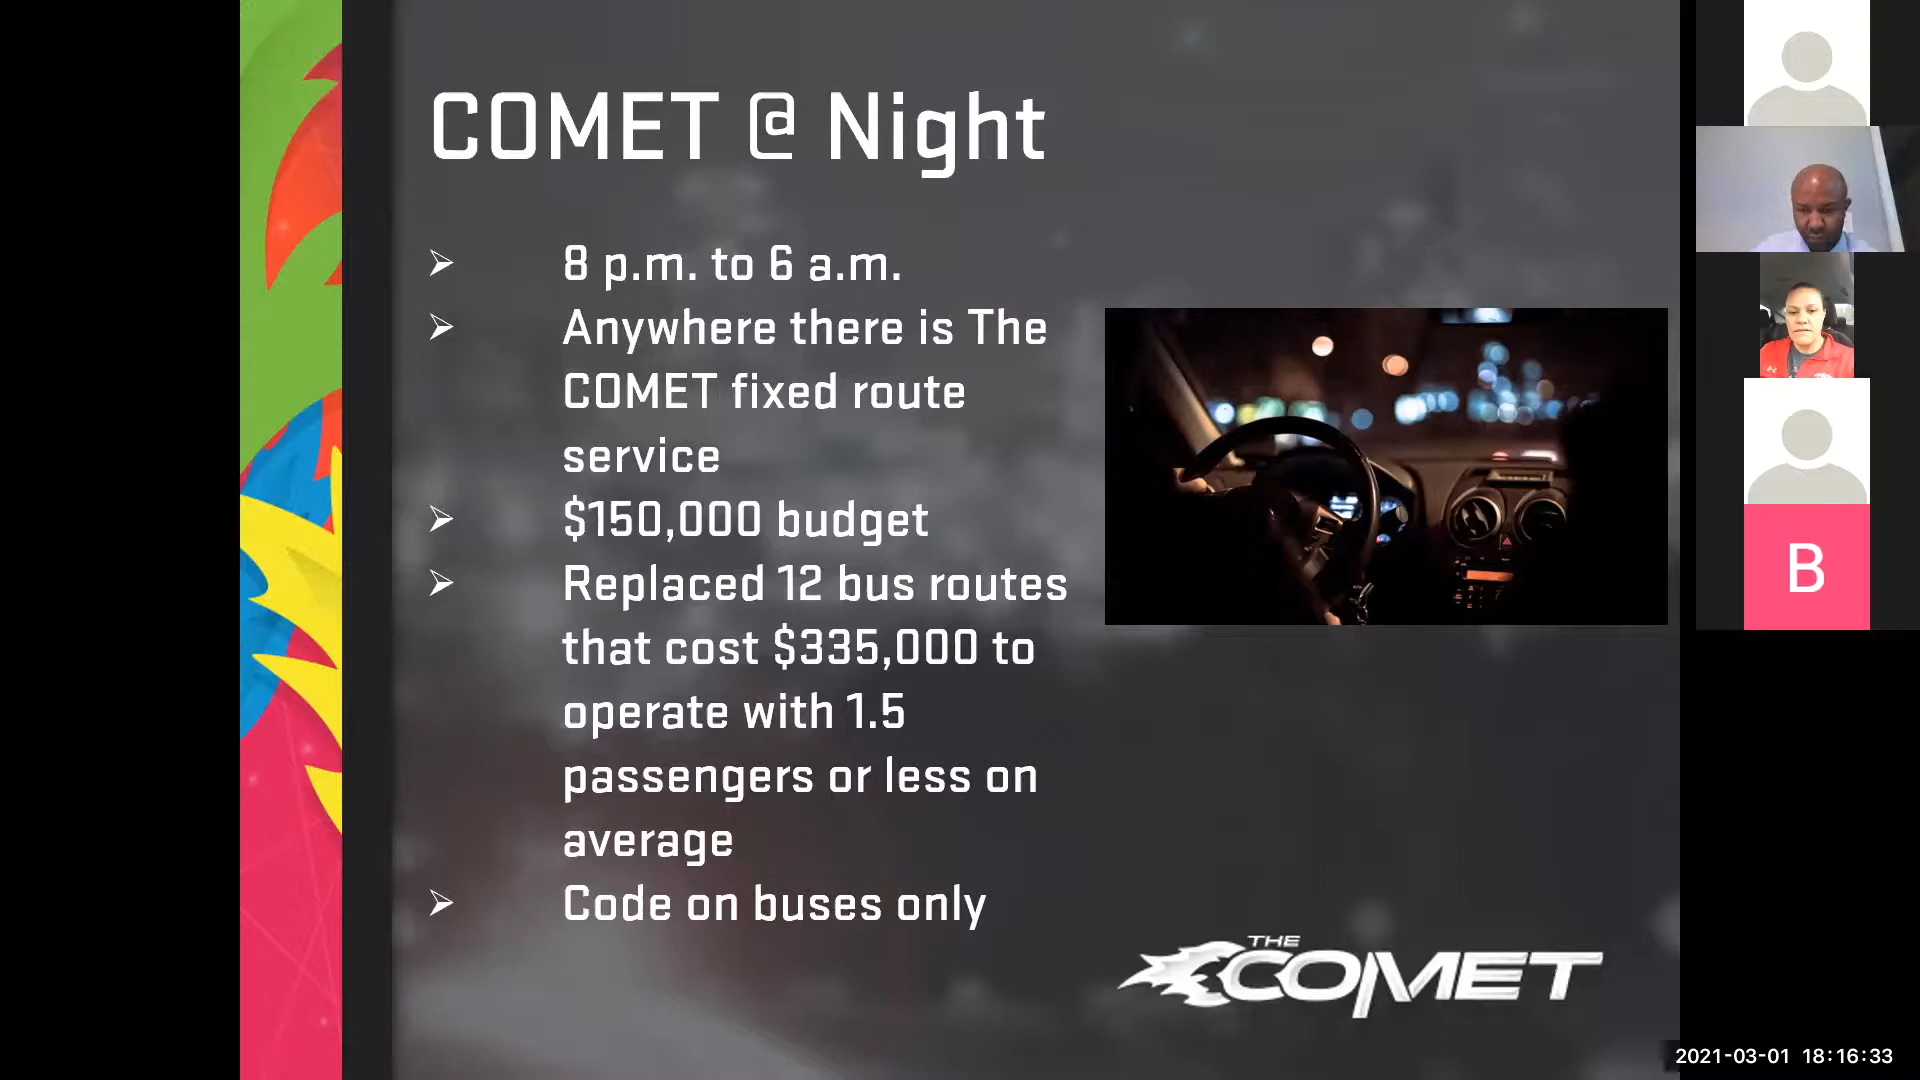 COMET @ Night
➢ 8 p.m. to 6 a.m.
➢ Anywhere there is The
COMET fixed route
service
➢ $150,000 budget
➢ Replaced 12 bus routes
that cost $335,000 to
operate with 1.5
passengers or less on
average
➢ Code on buses only
THE
COMET
B
2021-03-01 18:16:33